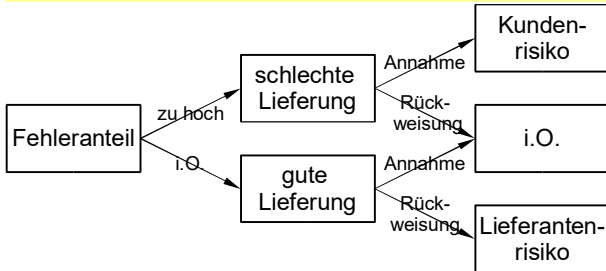 Kunden-
risiko
schlechte
Lieferung
Annahme
zu hoch
Rück-
weisung
Fehleranteil
i.O.
i.O.
gute
Lieferung
Annahme
Rück-
weisung
Lieferanten-
risiko